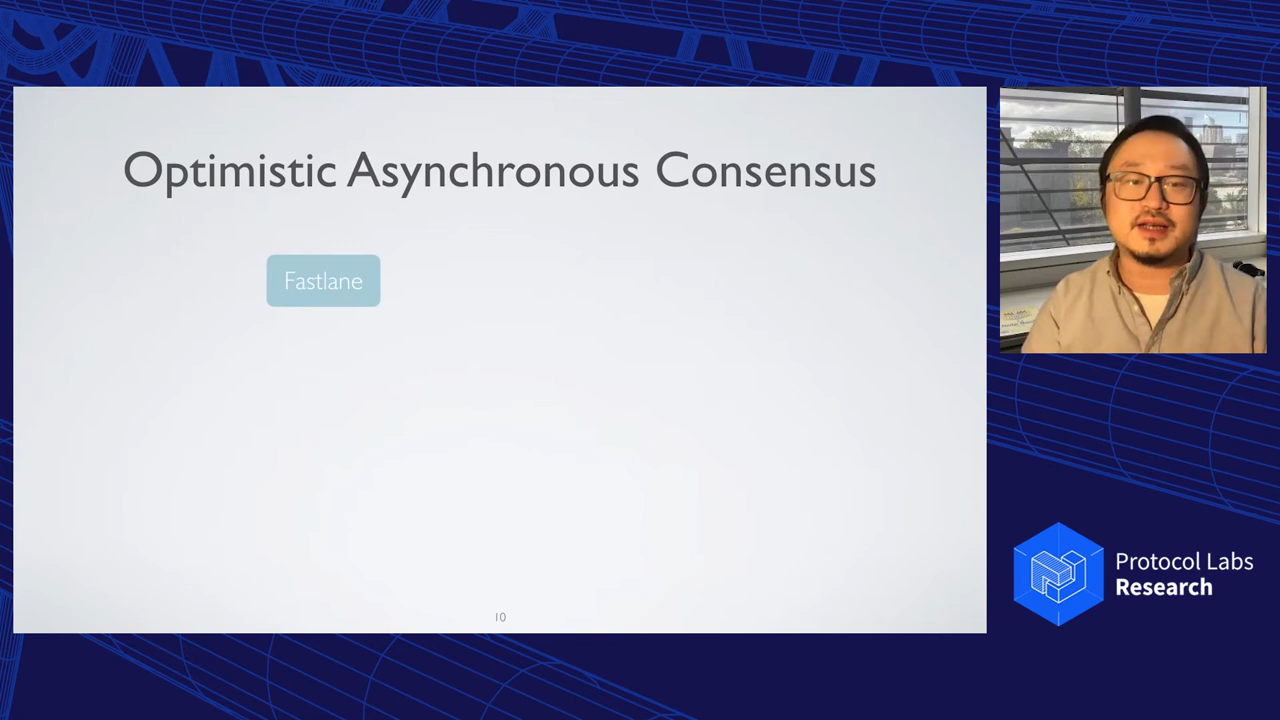 Optimistic Asynchronous Consensus
Fastlane
10
Protocol Labs
Research